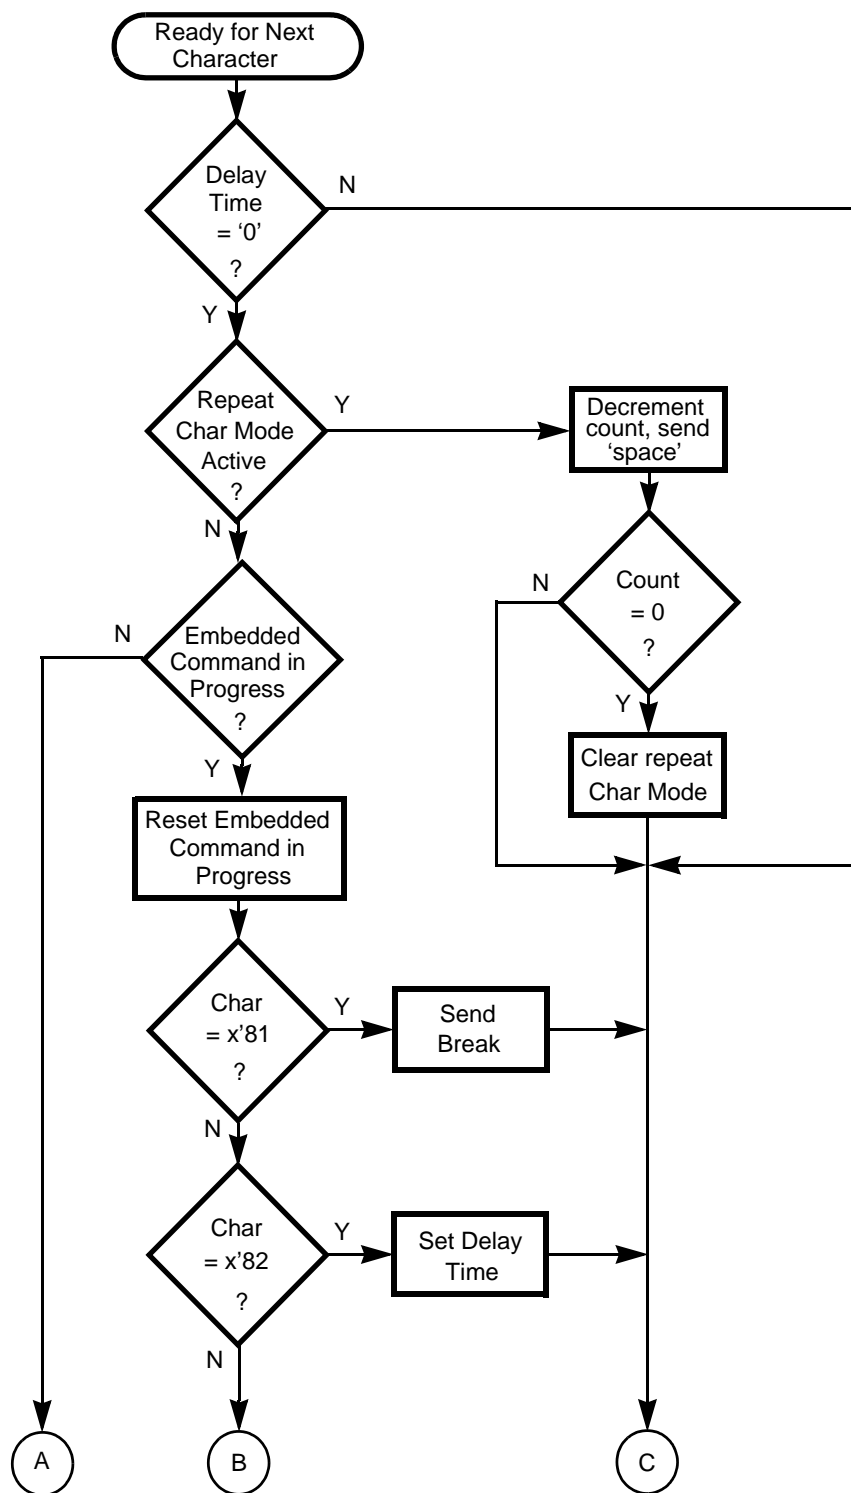 Ready for Next
Character
Delay
Time
= ‘0’
?
N
Y
Repeat
Char Mode
Active
?
Y
N
Decrement
count, send
‘space’
Count
= 0
?
N
Y
Clear repeat
Char Mode
Embedded
Command in
Progress
?
N
Y
Reset Embedded
Command in
Progress
Char
= x’81
?
Y
N
Send
Break
Char
= x’82
?
Y
N
Set Delay
Time
A
B
C